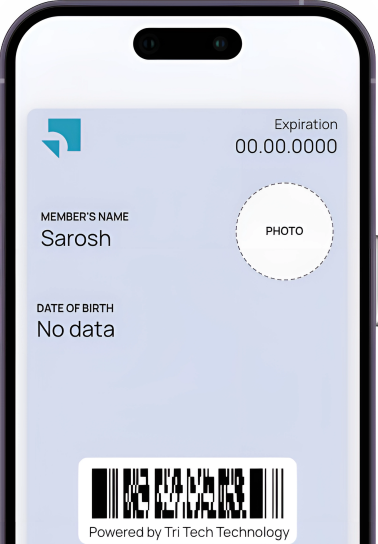 Expiration
00.00.0000
MEMBER'S NAME
Sarosh
PHOTO
DATE OF BIRTH
No data
Powered by Tri Tech Technology